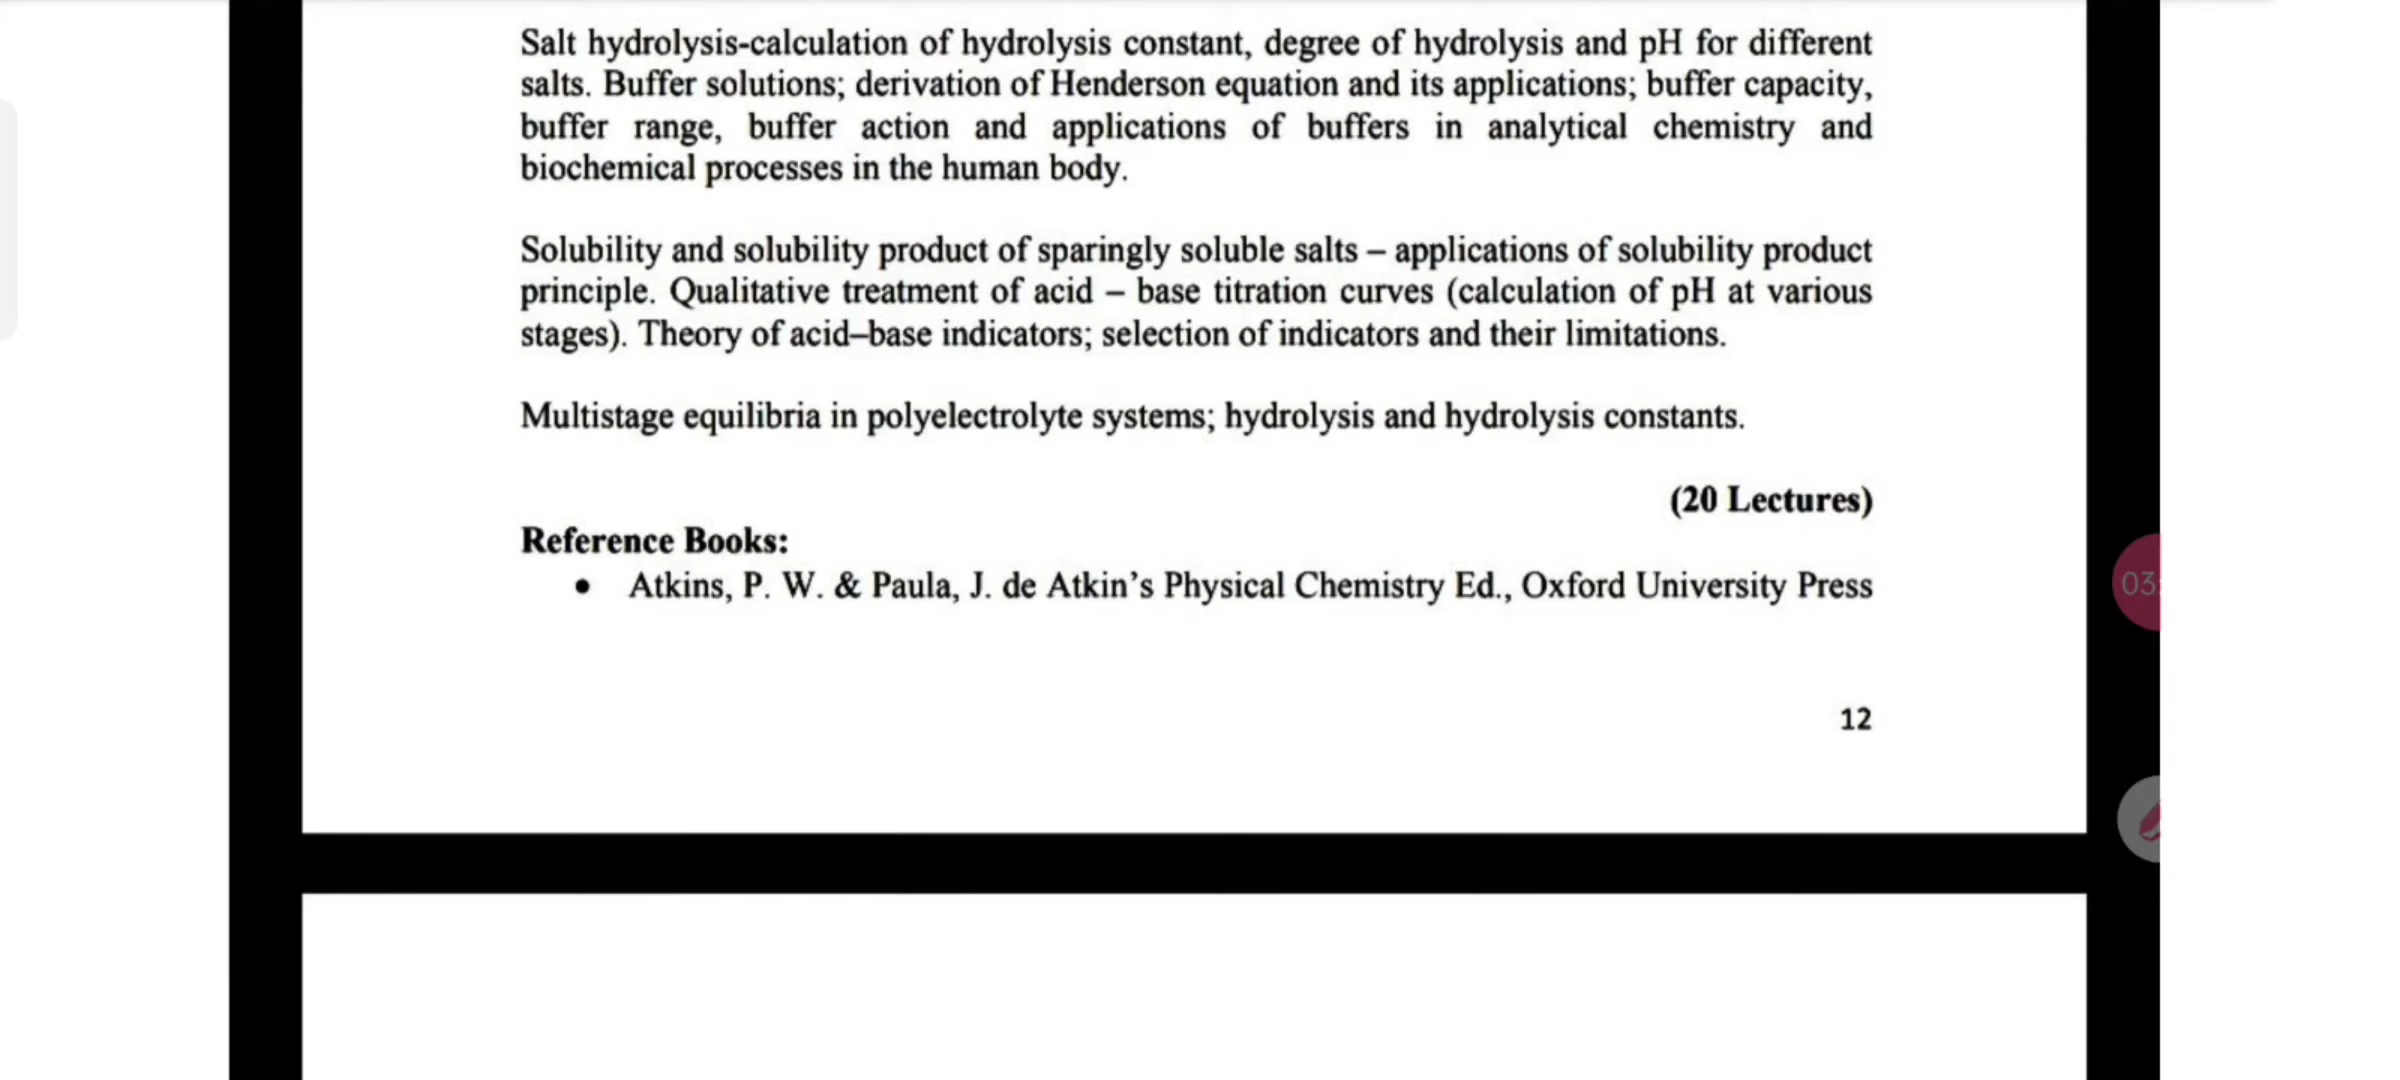 Salt hydrolysis-calculation of hydrolysis constant, degree of hydrolysis and pH for different
salts. Buffer solutions; derivation of Henderson equation and its applications; buffer capacity,
buffer range, buffer action and applications of buffers in analytical chemistry and
biochemical processes in the human body.
Solubility and solubility product of sparingly soluble salts – applications of solubility product
principle. Qualitative treatment of acid – base titration curves (calculation of pH at various
stages). Theory of acid–base indicators; selection of indicators and their limitations.
Multistage equilibria in polyelectrolyte systems; hydrolysis and hydrolysis constants.
(20 Lectures)
Reference Books:
• Atkins, P. W. & Paula, J. de Atkin’s Physical Chemistry Ed., Oxford University Press
03:
12